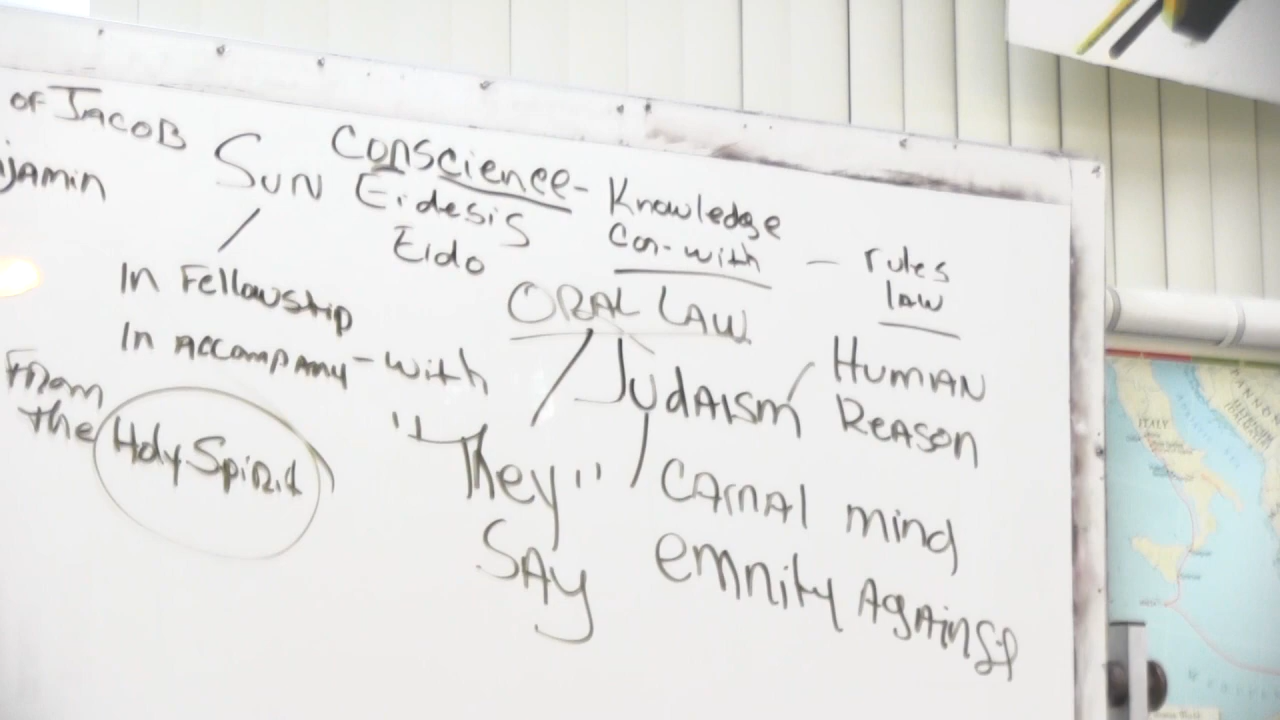 of JACOB
jamin
Sun
Conscience - Knowledge
Eidesis
Con-with - rules
Eido
law
In Fellowship
ORAL LAW
In Accompany - with
Judaism
Human
Reason
From
the Holy Spirit
"They"
Say
Carnal mind
emnity Against
ITALY